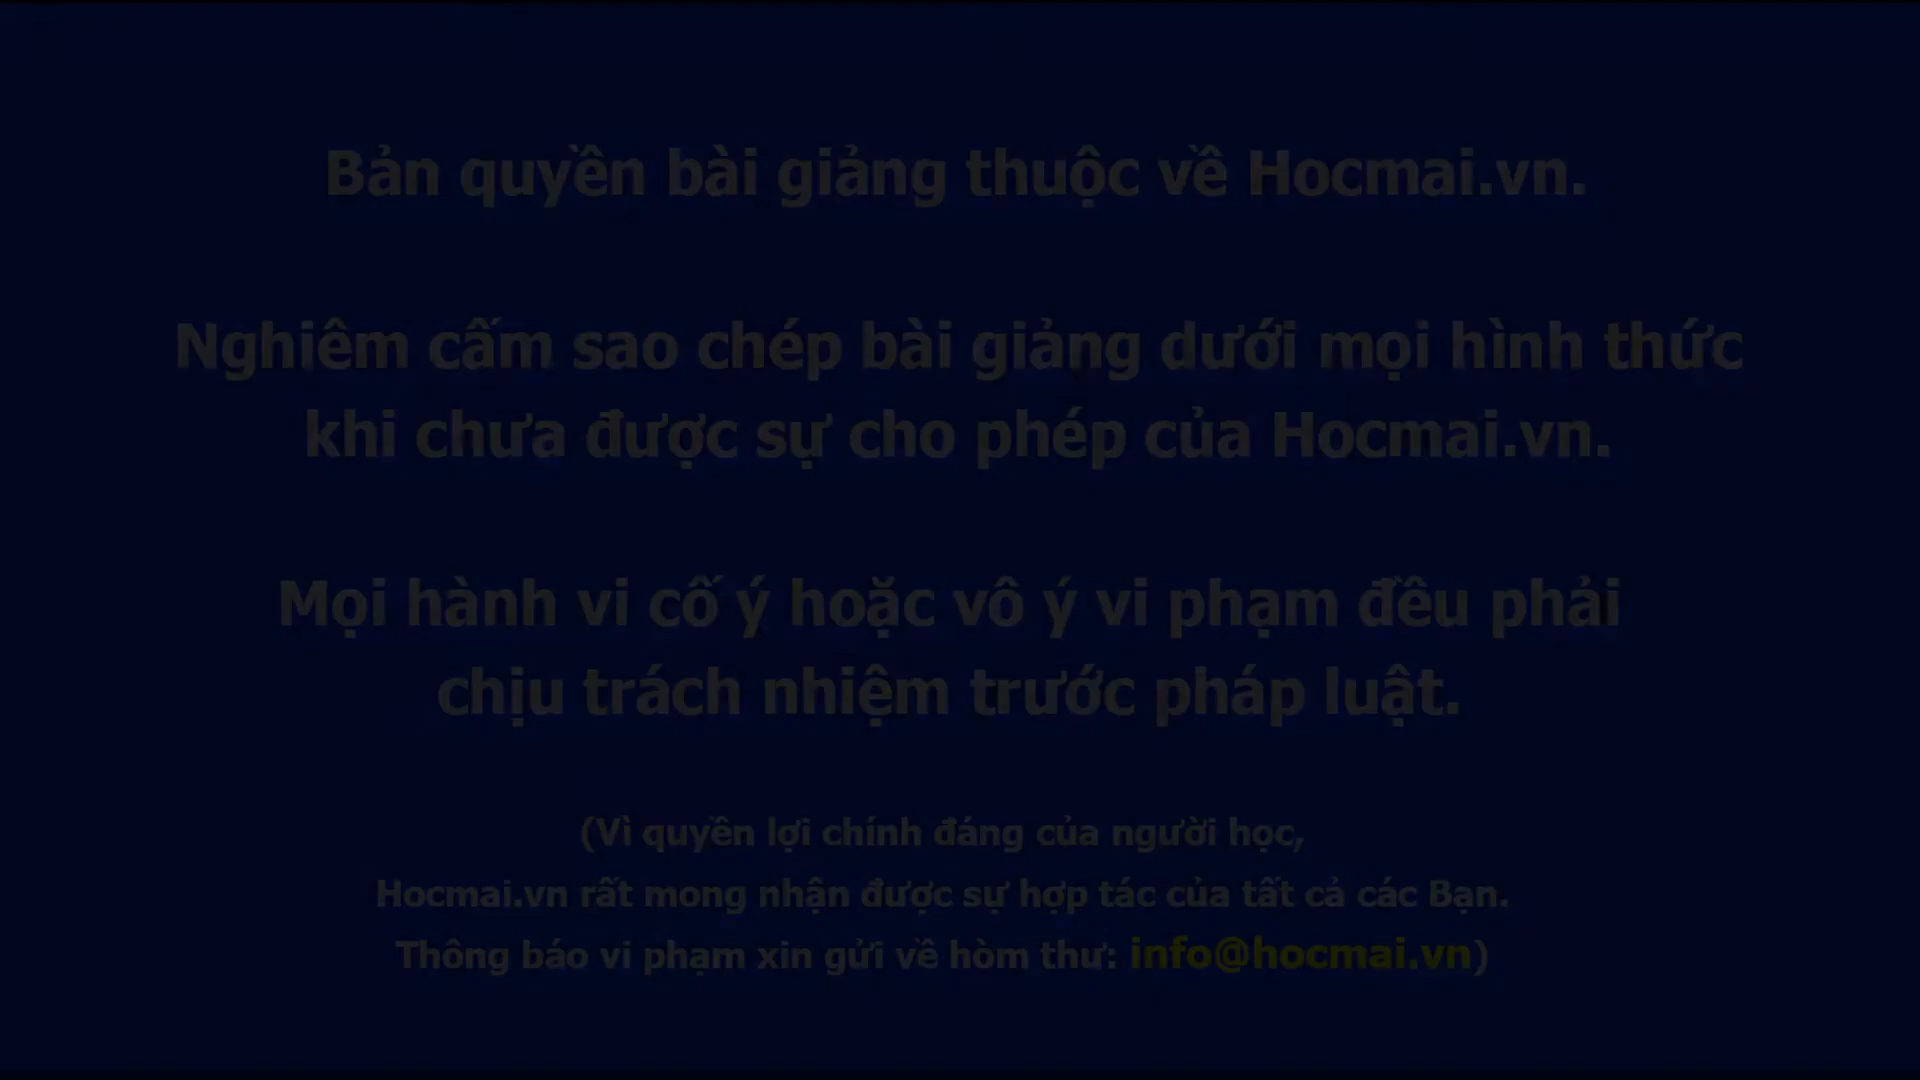 Bản quyền bài giảng thuộc về Hocmai.vn.
Nghiêm cấm sao chép bài giảng dưới mọi hình thức
khi chưa được sự cho phép của Hocmai.vn.
Mọi hành vi cố ý hoặc vô ý vi phạm đều phải
chịu trách nhiệm trước pháp luật.
(Vì quyền lợi chính đáng của người học,
Hocmai.vn rất mong nhận được sự hợp tác của tất cả các Bạn.
Thông báo vi phạm xin gửi về hòm thư: info@hocmai.vn)